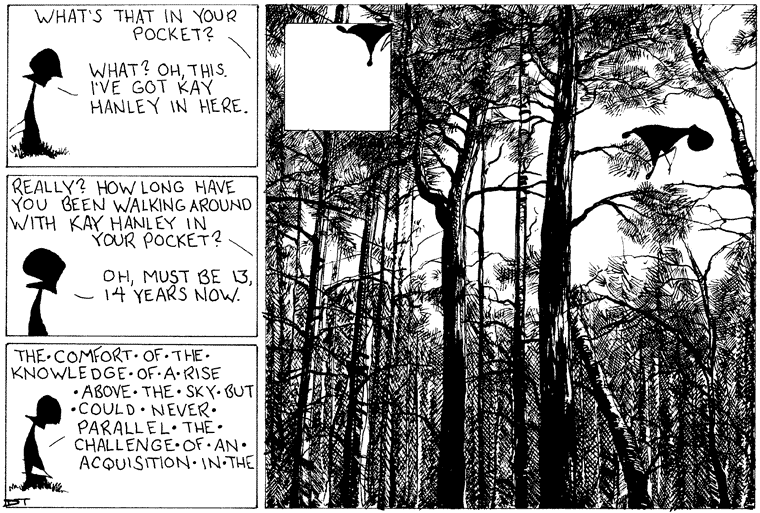 WHAT'S THAT IN YOUR
POCKET?
WHAT? OH, THIS.
I'VE GOT KAY
HANLEY IN HERE.
REALLY? HOW LONG HAVE
YOU BEEN WALKING AROUND
WITH KAY HANLEY IN
YOUR POCKET?
OH, MUST BE 13,
14 YEARS NOW.
THE·COMFORT·OF·THE·
KNOWLEDGE·OF·A·RISE
·ABOVE·THE·SKY·BUT
·COULD·NEVER·
PARALLEL·THE·
CHALLENGE·OF·AN·
ACQUISITION·IN·THE
DT